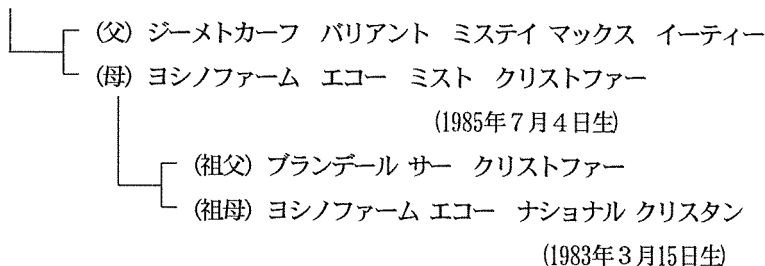 (父) ジーメトカーフ バリアント ミステイ マックス イーティー
(母) ヨシノファーム エコー ミスト クリストファー
(1985年7月4日生)
(祖父) ブランデール サー クリストファー
(祖母) ヨシノファーム エコー ナショナル クリスタン
(1983年3月15日生)